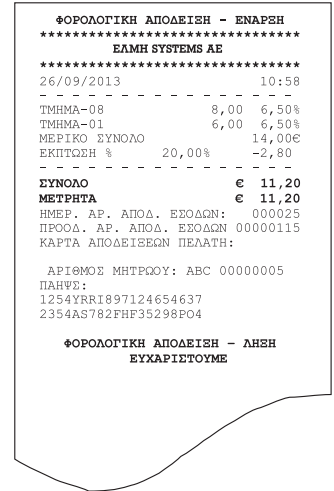 ΦΟΡΟΛΟΓΙΚΗ ΑΠΟΔΕΙΞΗ - ΕΝΑΡΞΗ
********************************
ΕΛΜΗ SYSTEMS ΑΕ
********************************
26/09/2013 10:58
- - - - - - - - - - - - - - - -
ΤΜΗΜΑ-08 8,00 6,50%
ΤΜΗΜΑ-01 6,00 6,50%
ΜΕΡΙΚΟ ΣΥΝΟΛΟ 14,00€
ΕΚΠΤΩΣΗ % 20,00% -2,80
- - - - - - - - - - - - - - - -
ΣΥΝΟΛΟ € 11,20
ΜΕΤΡΗΤΑ € 11,20
ΗΜΕΡ. ΑΡ. ΑΠΟΔ. ΕΣΟΔΩΝ: 000025
ΠΡΟΟΔ. ΑΡ. ΑΠΟΔ. ΕΣΟΔΩΝ 00000115
ΚΑΡΤΑ ΑΠΟΔΕΙΞΕΩΝ ΠΕΛΑΤΗ:
ΑΡΙΘΜΟΣ ΜΗΤΡΩΟΥ: ABC 00000005
ΠΑΗΨΣ:
1254YRRI897124654637
2354AS782FHF35298PO4
ΦΟΡΟΛΟΓΙΚΗ ΑΠΟΔΕΙΞΗ - ΛΗΞΗ
ΕΥΧΑΡΙΣΤΟΥΜΕ